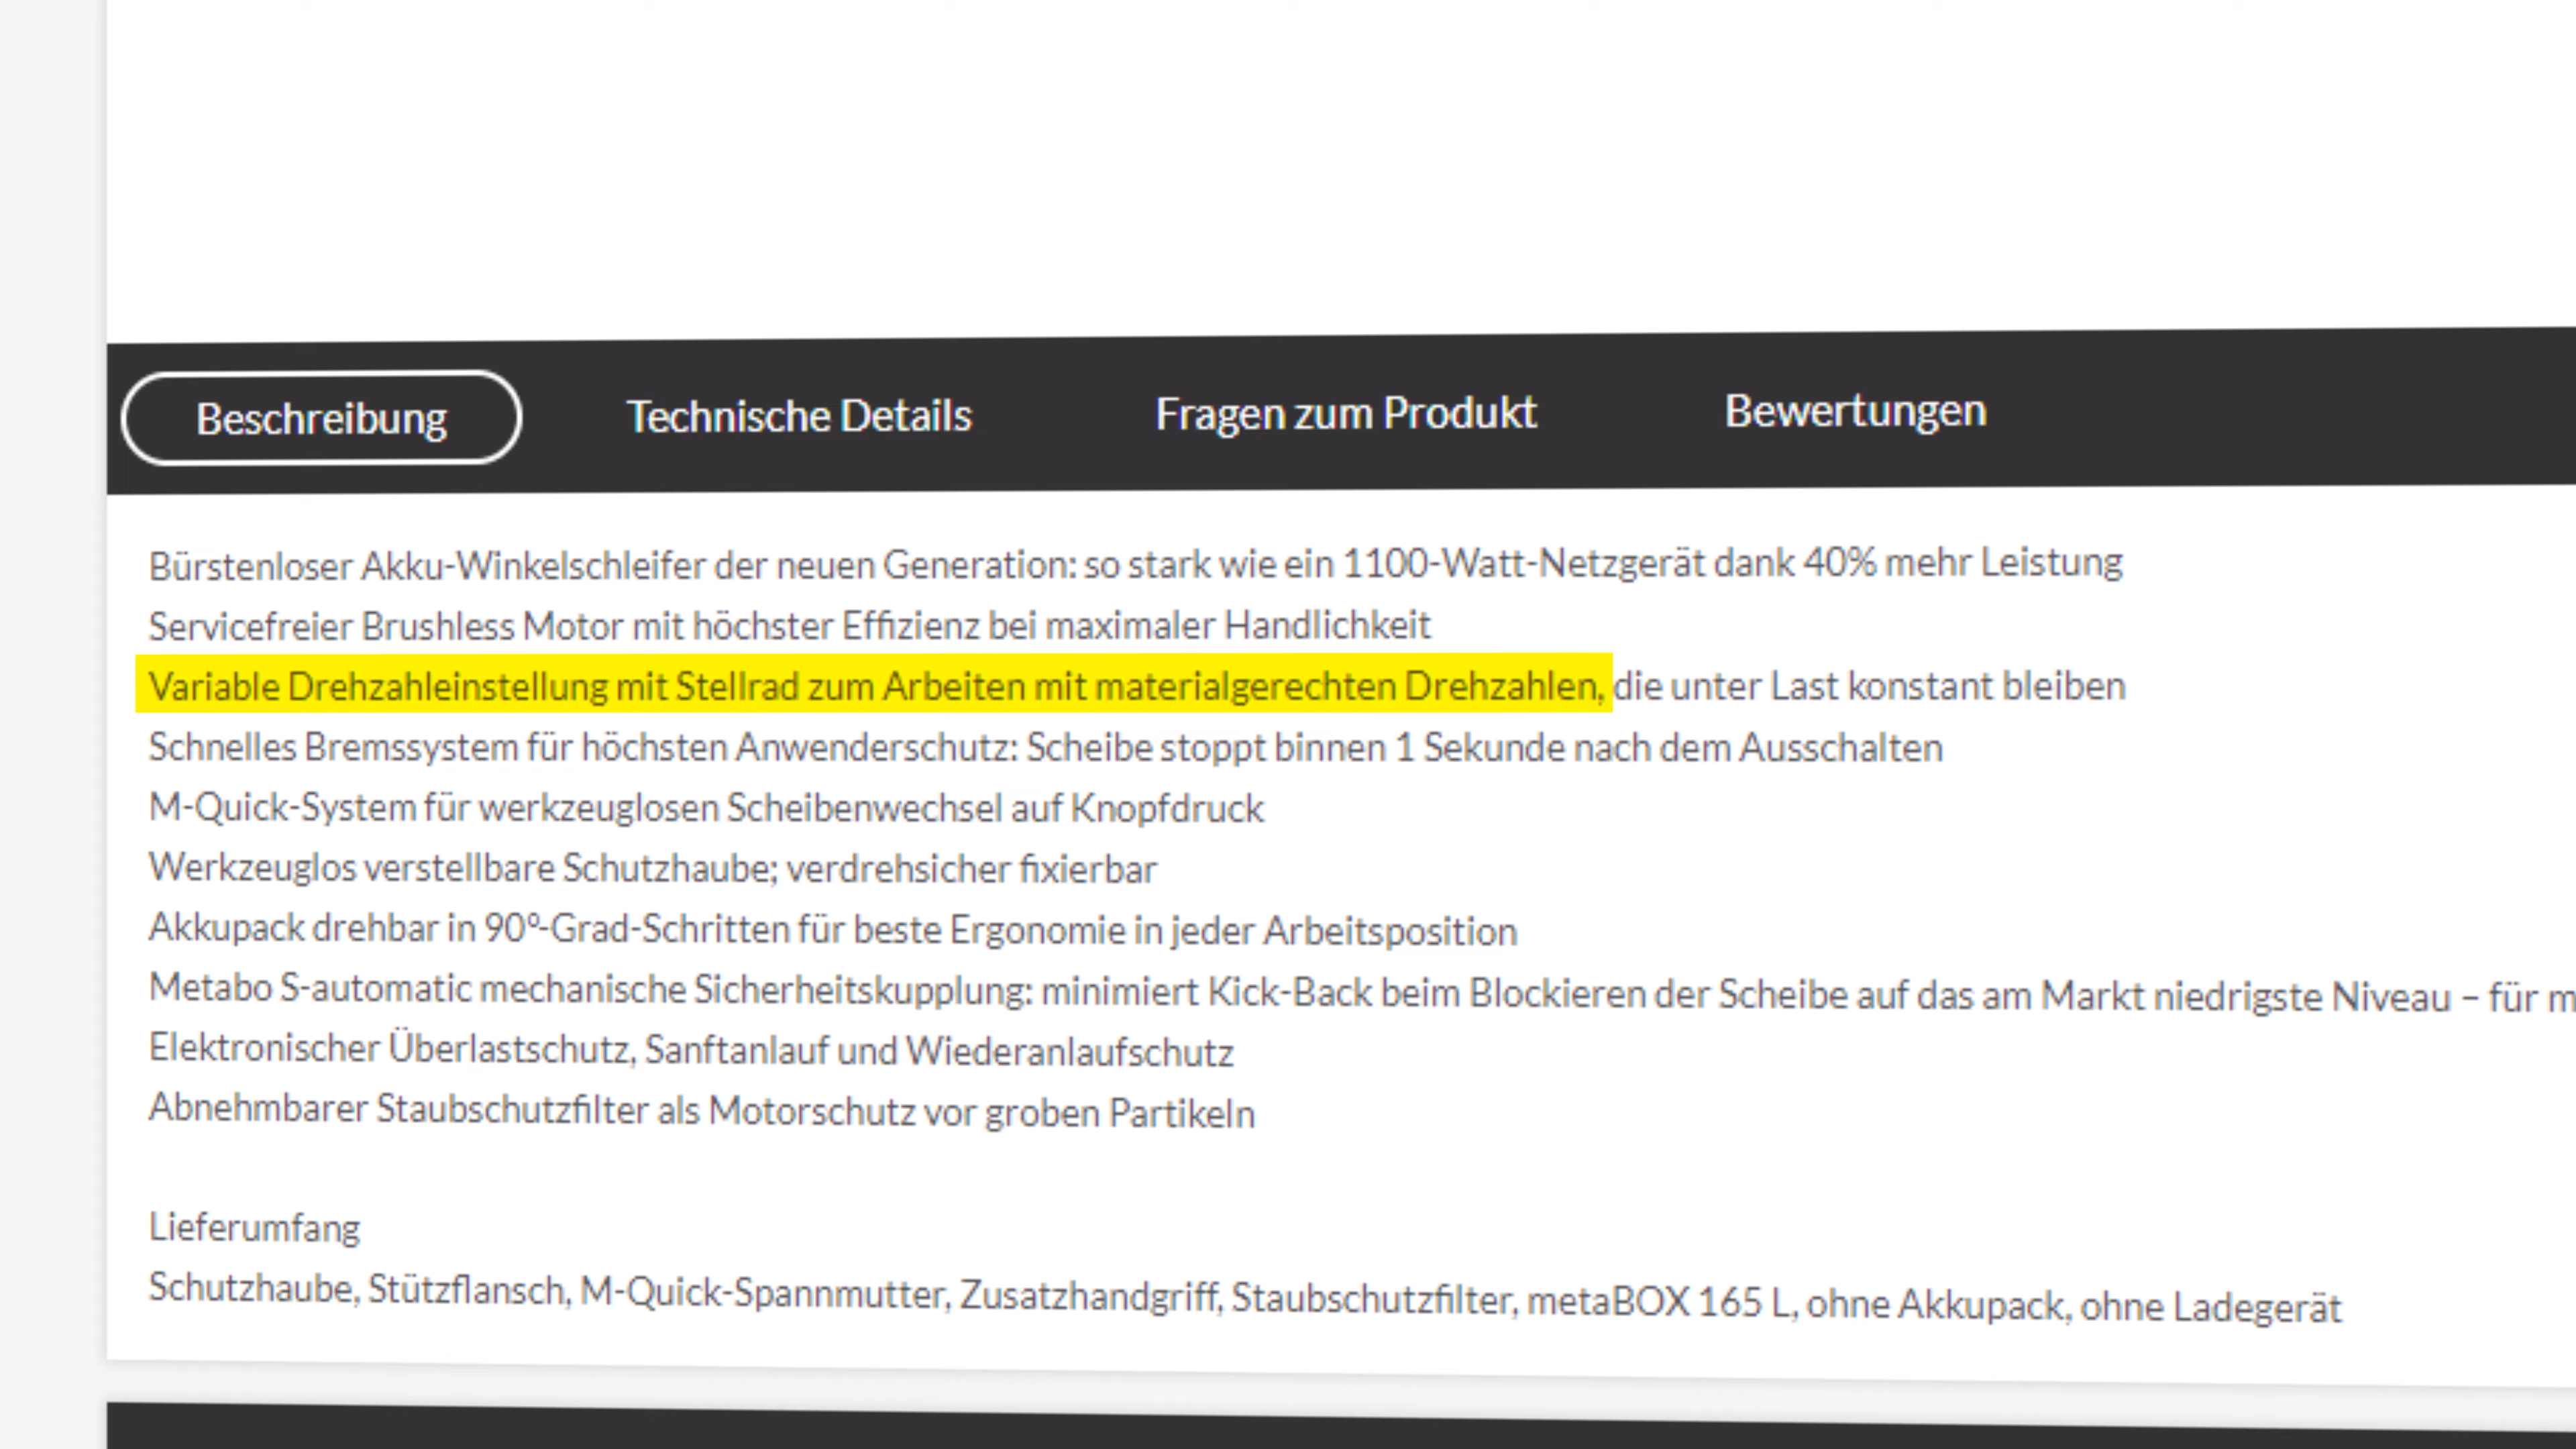 Beschreibung Technische Details Fragen zum Produkt Bewertungen
Bürstenloser Akku-Winkelschleifer der neuen Generation: so stark wie ein 1100-Watt-Netzgerät dank 40% mehr Leistung
Servicefreier Brushless Motor mit höchster Effizienz bei maximaler Handlichkeit
Variable Drehzahleinstellung mit Stellrad zum Arbeiten mit materialgerechten Drehzahlen, die unter Last konstant bleiben
Schnelles Bremssystem für höchsten Anwenderschutz: Scheibe stoppt binnen 1 Sekunde nach dem Ausschalten
M-Quick-System für werkzeuglosen Scheibenwechsel auf Knopfdruck
Werkzeuglos verstellbare Schutzhaube; verdrehsicher fixierbar
Akkupack drehbar in 90°-Grad-Schritten für beste Ergonomie in jeder Arbeitsposition
Metabo S-automatic mechanische Sicherheitskupplung: minimiert Kick-Back beim Blockieren der Scheibe auf das am Markt niedrigste Niveau – für
Elektronischer Überlastschutz, Sanftanlauf und Wiederanlaufschutz
Abnehmbarer Staubschutzfilter als Motorschutz vor groben Partikeln
Lieferumfang
Schutzhaube, Stützflansch, M-Quick-Spannmutter, Zusatzhandgriff, Staubschutzfilter, metaBOX 165 L, ohne Akkupack, ohne Ladegerät